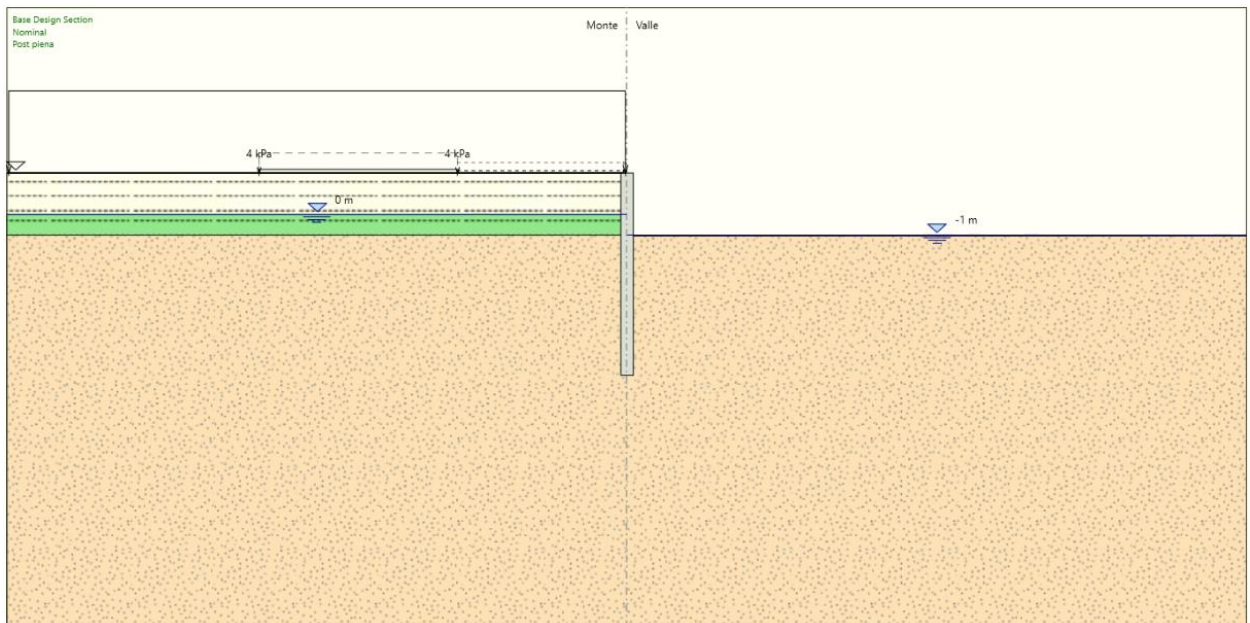 Base Design Section
Nominal
Post piena
Monte
Valle
4 kPa
4 kPa
0 m
-1 m